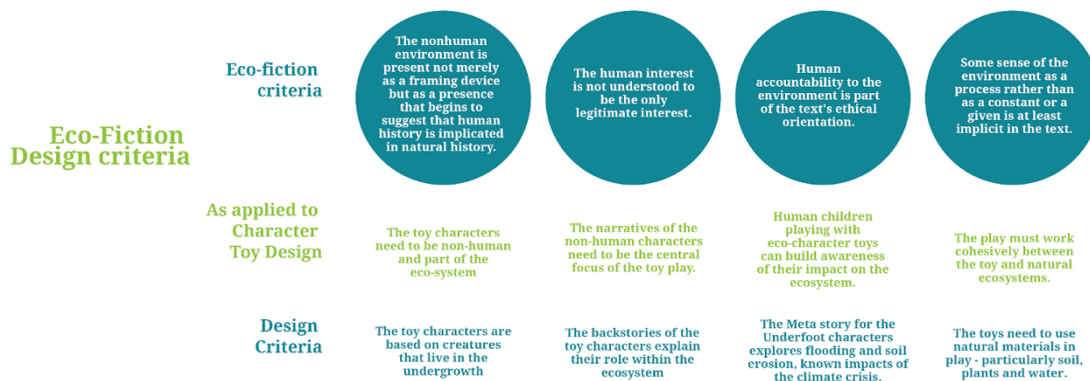 Eco-Fiction
Design criteria
Eco-fiction
criteria
The nonhuman
environment is
present not merely
as a framing device
but as a presence
that begins to
suggest that human
history is implicated
in natural history.
The human interest
is not understood to
be the only
legitimate interest.
Human
accountability to the
environment is part
of the text's ethical
orientation.
Some sense of the
environment as a
process rather than
as a constant or a
given is at least
implicit in the text.
As applied to
Character
Toy Design
The toy characters
need to be non-human
and part of the
eco-system
The narratives of the
non-human characters
need to be the central
focus of the toy play.
Human children
playing with
eco-character toys
can build awareness
of their impact on the
ecosystem.
The play must work
cohesively between
the toy and natural
ecosystems.
Design
Criteria
The toy characters are
based on creatures
that live in the
undergrowth
The backstories of the
toy characters explain
their role within the
ecosystem
The Meta story for the
Underfoot characters
explores flooding and soil
erosion, known impacts of
the climate crisis.
The toys need to use
natural materials in
play - particularly soil,
plants and water.